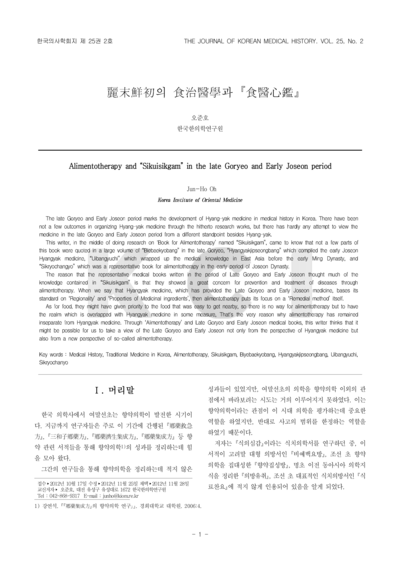 한국의사학회지 제 25권 2호
THE JOURNAL OF KOREAN MEDICAL HISTORY. VOL. 25, No. 2
麗末鮮初의 食治醫學과 『食醫心鑑』
오준호
한국한의학연구원
Alimentotherapy and "Sikuisikgam" in the late Goryeo and Early Joseon period
Jun-Ho Oh
Korea Institute of Oriental Medicine
The late Goryeo and Early Joseon period marks the development of Hyang-yak medicine in medical history in Korea. There have been
not a few outcomes in organizing Hyang-yak medicine through the hitherto research works, but there has hardly any attempt to view the
medicine in the late Goryeo and Early Joseon period from a different standpoint besides Hyang-yak.
This writer, in the middle of doing research on 'Book for Alimentotherapy' named "Sikuisikgam", came to know that not a few parts of
this book were quoted in a large volume of "Biebaekyobang" in the late Goryeo, "Hyangyakjipseongbang" which compiled the early Joseon
Hyangyak medicine, "Uibangyuchi" which wrapped up the medical knowledge in East Asia before the early Ming Dynasty, and
"Sikryochanyo" which was a representative book for alimentotherapy in the early period of Joseon Dynasty.
The reason that the representative medical books written in the period of Late Goryeo and Early Joseon thought much of the
knowledge contained in "Sikuisikgam" is that they showed a great concern for prevention and treatment of diseases through
alimentotherapy. When we say that Hyangyak medicine, which has provided the Late Goryeo and Early Joseon medicine, bases its
standard on 'Regionality' and 'Properties of Medicinal ingredients', then alimentotherapy puts its focus on a 'Remedial method' itself.
As for food, they might have given priority to the food that was easy to get nearby, so there is no way for alimentotherapy but to have
the realm which is overlapped with Hyangyak medicine in some measure, That's the very reason why alimentotherapy has remained
inseparate from Hyangyak medicine. Through 'Alimentotherapy' and Late Goryeo and Early Joseon medical books, this writer thinks that it
might be possible for us to take a view of the Late Goryeo and Early Joseon not only from the perspective of Hyangyak medicine but
also from a new perspective of so-called alimentotherapy.
Key words : Medical History, Traditional Medicine in Korea, Alimentotherapy, Sikuisikgam, Biyebaekyobang, Hyangyakjipseongbang, Uibangyuchi,
Sikryochanyo
Ⅰ. 머리말
한국 의학사에서 여말선초는 향약의학이 발전한 시기이
다. 지금까지 연구자들은 주로 이 기간에 간행된 『鄕藥救急
方』, 『三和子鄕藥方』, 『鄕藥濟生集成方』, 『鄕藥集成方』 등 향
약 관련 서적들을 통해 향약의학1)의 성과를 정리하는데 힘
을 모아 왔다.
그간의 연구들을 통해 향약의학을 정리하는데 적지 않은
접수▪2012년 10월 17일 수정▪2012년 11월 20일 채택▪2012년 11월 28일
교신저자▪ 오준호, 대전 유성구 유성대로 1672 한국한의학연구원
Tel : 042-868-9317 E-mail : junho@kiom.re.kr
1) 강연석, 『『鄕藥集成方』의 향약의학 연구』, 경희대학교 대학원, 2006:4.
성과들이 있었지만, 여말선초의 의학을 향약의학 이외의 관
점에서 바라보려는 시도는 거의 이루어지지 못하였다. 이는
향약의학이라는 관점이 이 시대 의학을 평가하는데 중요한
역할을 하였지만, 반대로 사고의 범위를 한정하는 역할을
하였기 때문이다.
저자는 『식의심감』이라는 식치의학서를 연구하던 중, 이
서적이 고려말 대형 의방서인 『비예백요방』, 조선 초 향약
의학을 집대성한 『향약집성방』, 명초 이전 동아시아 의학지
식을 정리한 『의방유취』, 조선 초 대표적인 식치의방서인 『식
료찬요』에 적지 않게 인용되어 있음을 알게 되었다.
- 1 -